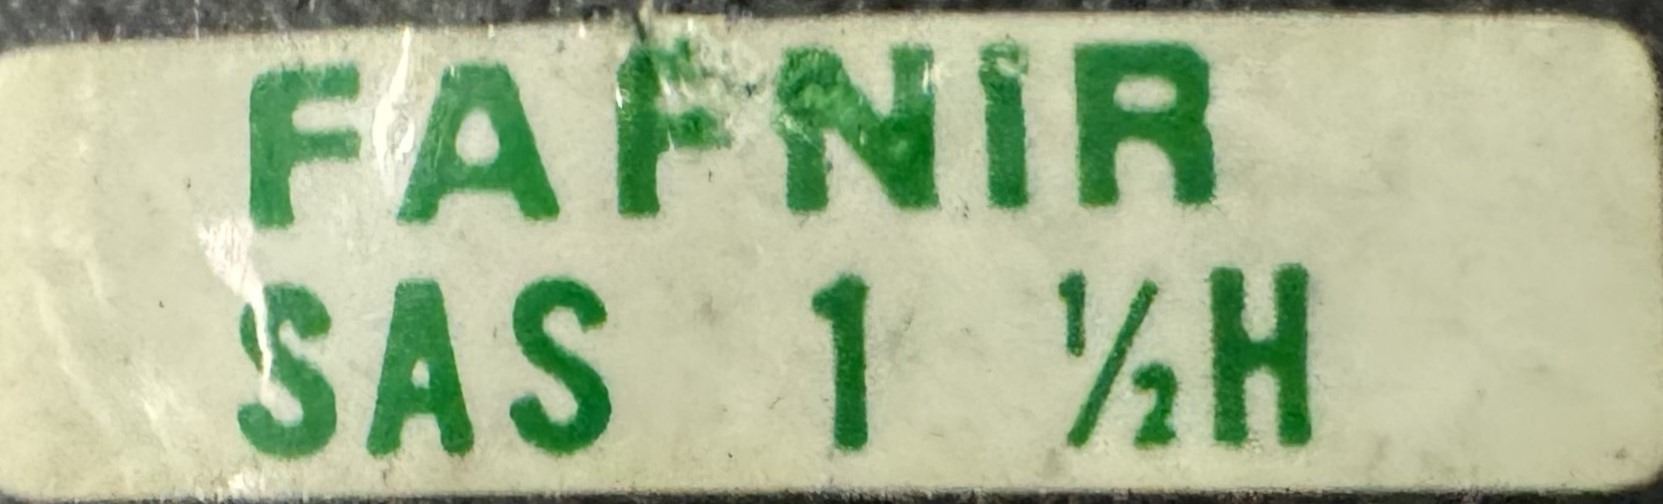 FAFNIR
SAS 1 ½H